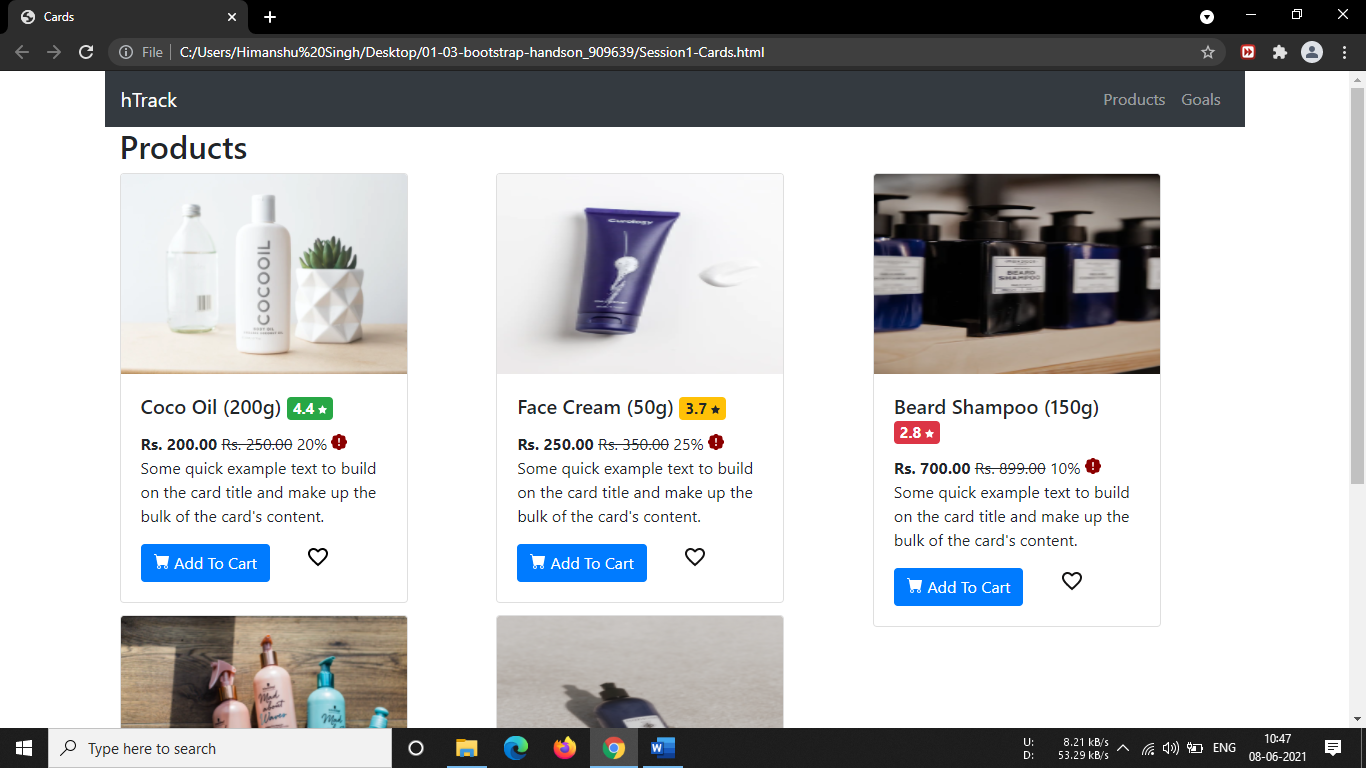 Cards
File
C:/Users/Himanshu%20Singh/Desktop/01-03-bootstrap-handson_909639/Session1-Cards.html
hTrack
Products Goals
Products
COCOOIL
BODY OIL
Curology
BEARD
SHAMPOO
Coco Oil (200g) 4.4 ★
Rs. 200.00 Rs. 250.00 20%
Some quick example text to build
on the card title and make up the
bulk of the card's content.
Add To Cart
Face Cream (50g) 3.7 ★
Rs. 250.00 Rs. 350.00 25%
Some quick example text to build
on the card title and make up the
bulk of the card's content.
Add To Cart
Beard Shampoo (150g)
2.8 ★
Rs. 700.00 Rs. 899.00 10%
Some quick example text to build
on the card title and make up the
bulk of the card's content.
Add To Cart
Mad
about
Waves
Mad
Type here to search
U: 8.21 kB/s
D: 53.29 kB/s
ENG
10:47
08-06-2021